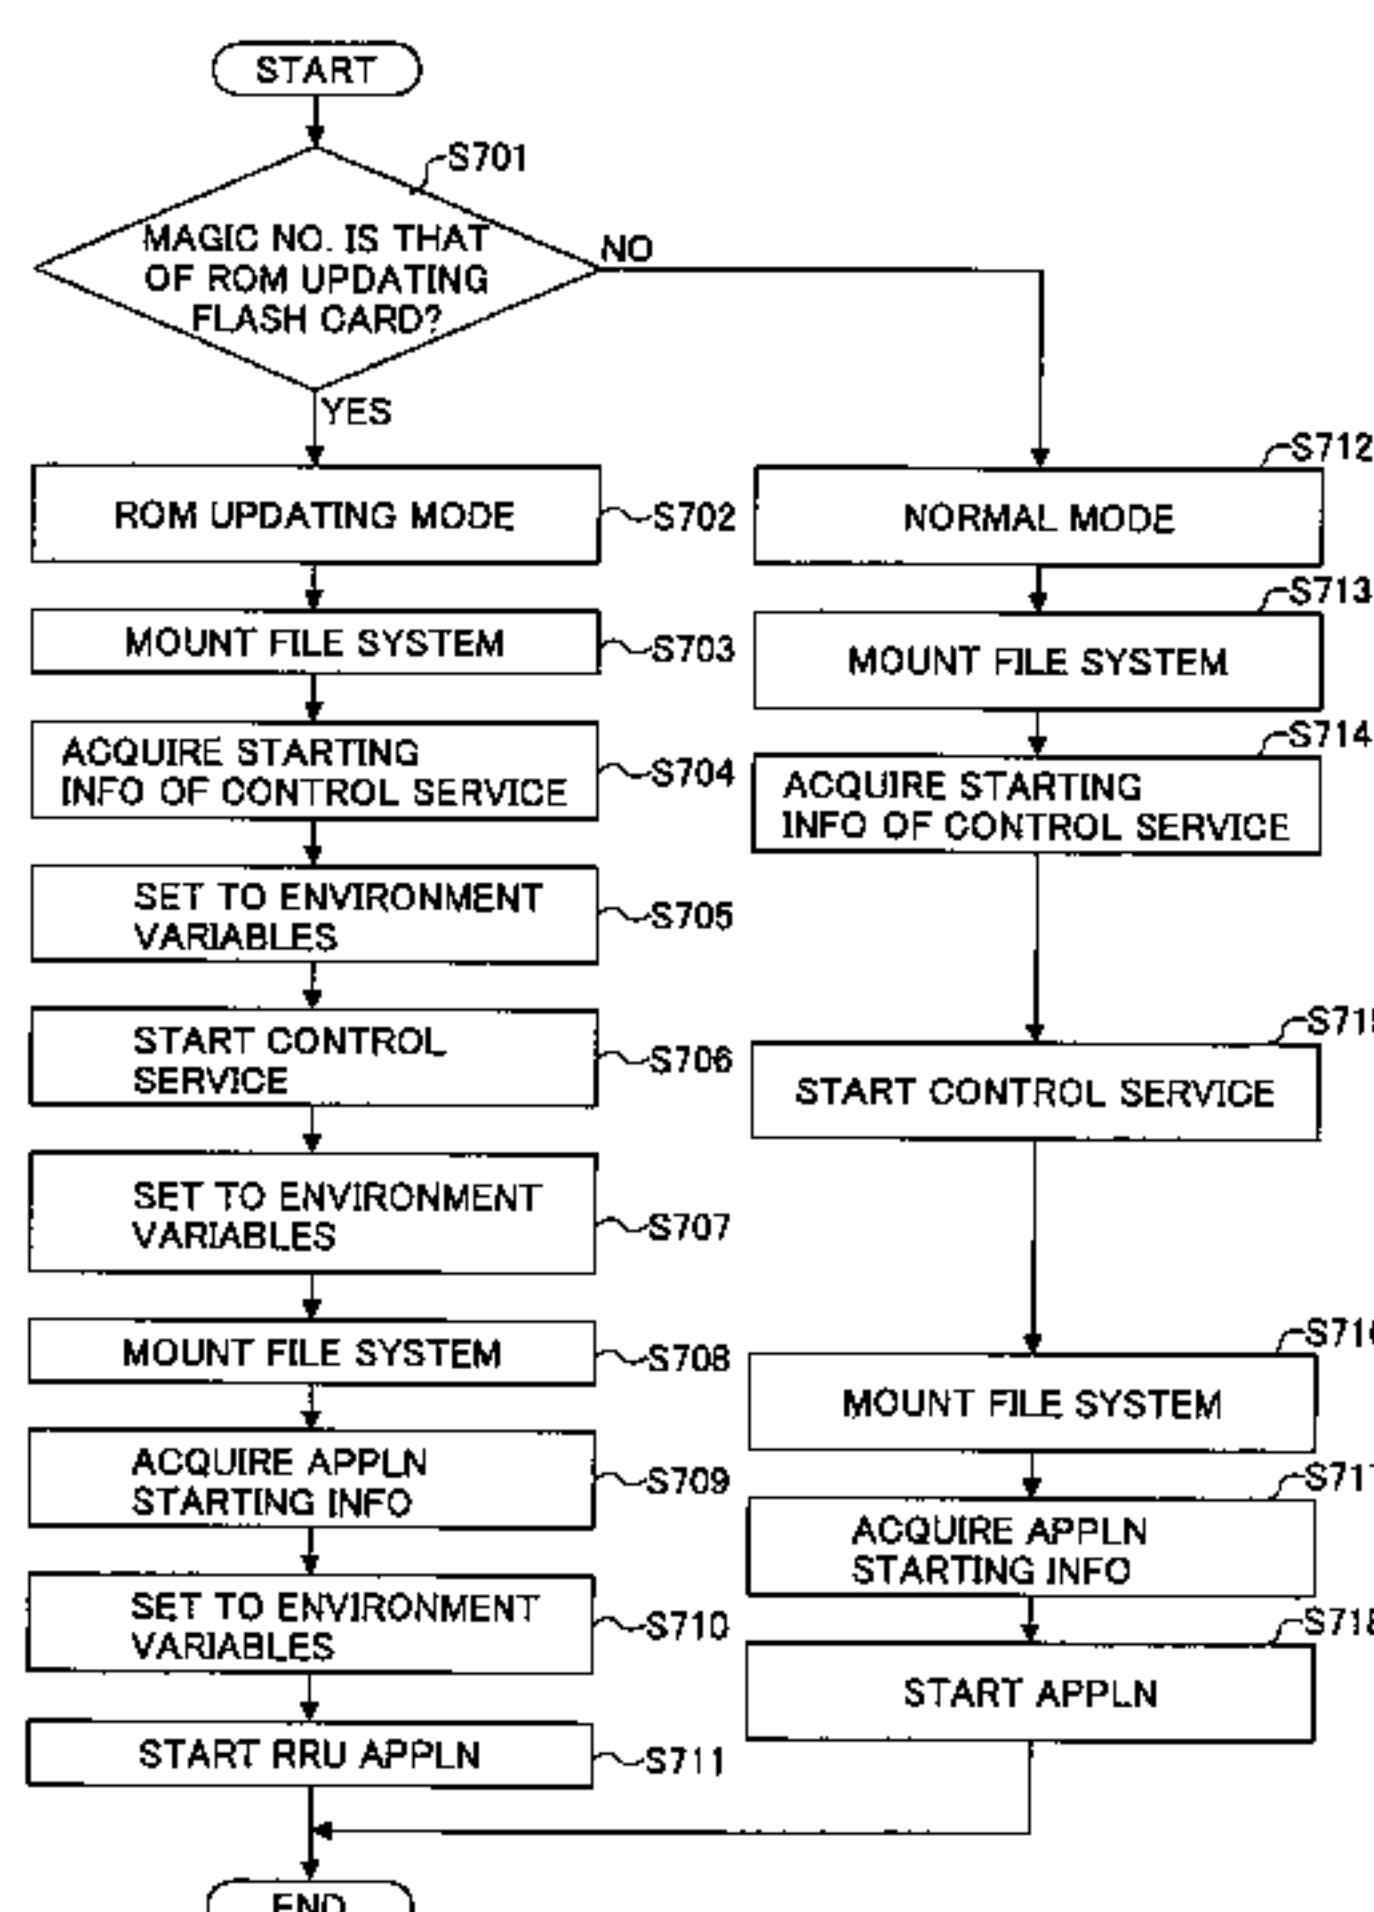 START
S701
MAGIC NO. IS THAT
OF ROM UPDATING
FLASH CARD?
NO
YES
ROM UPDATING MODE
S702
MOUNT FILE SYSTEM
S703
ACQUIRE STARTING
INFO OF CONTROL SERVICE
S704
SET TO ENVIRONMENT
VARIABLES
S705
START CONTROL
SERVICE
S706
SET TO ENVIRONMENT
VARIABLES
S707
MOUNT FILE SYSTEM
S708
ACQUIRE APPLN
STARTING INFO
S709
SET TO ENVIRONMENT
VARIABLES
S710
START RRU APPLN
S711
S712
NORMAL MODE
S713
MOUNT FILE SYSTEM
S714
ACQUIRE STARTING
INFO OF CONTROL SERVICE
S715
START CONTROL SERVICE
S716
MOUNT FILE SYSTEM
S717
ACQUIRE APPLN
STARTING INFO
S718
START APPLN
END